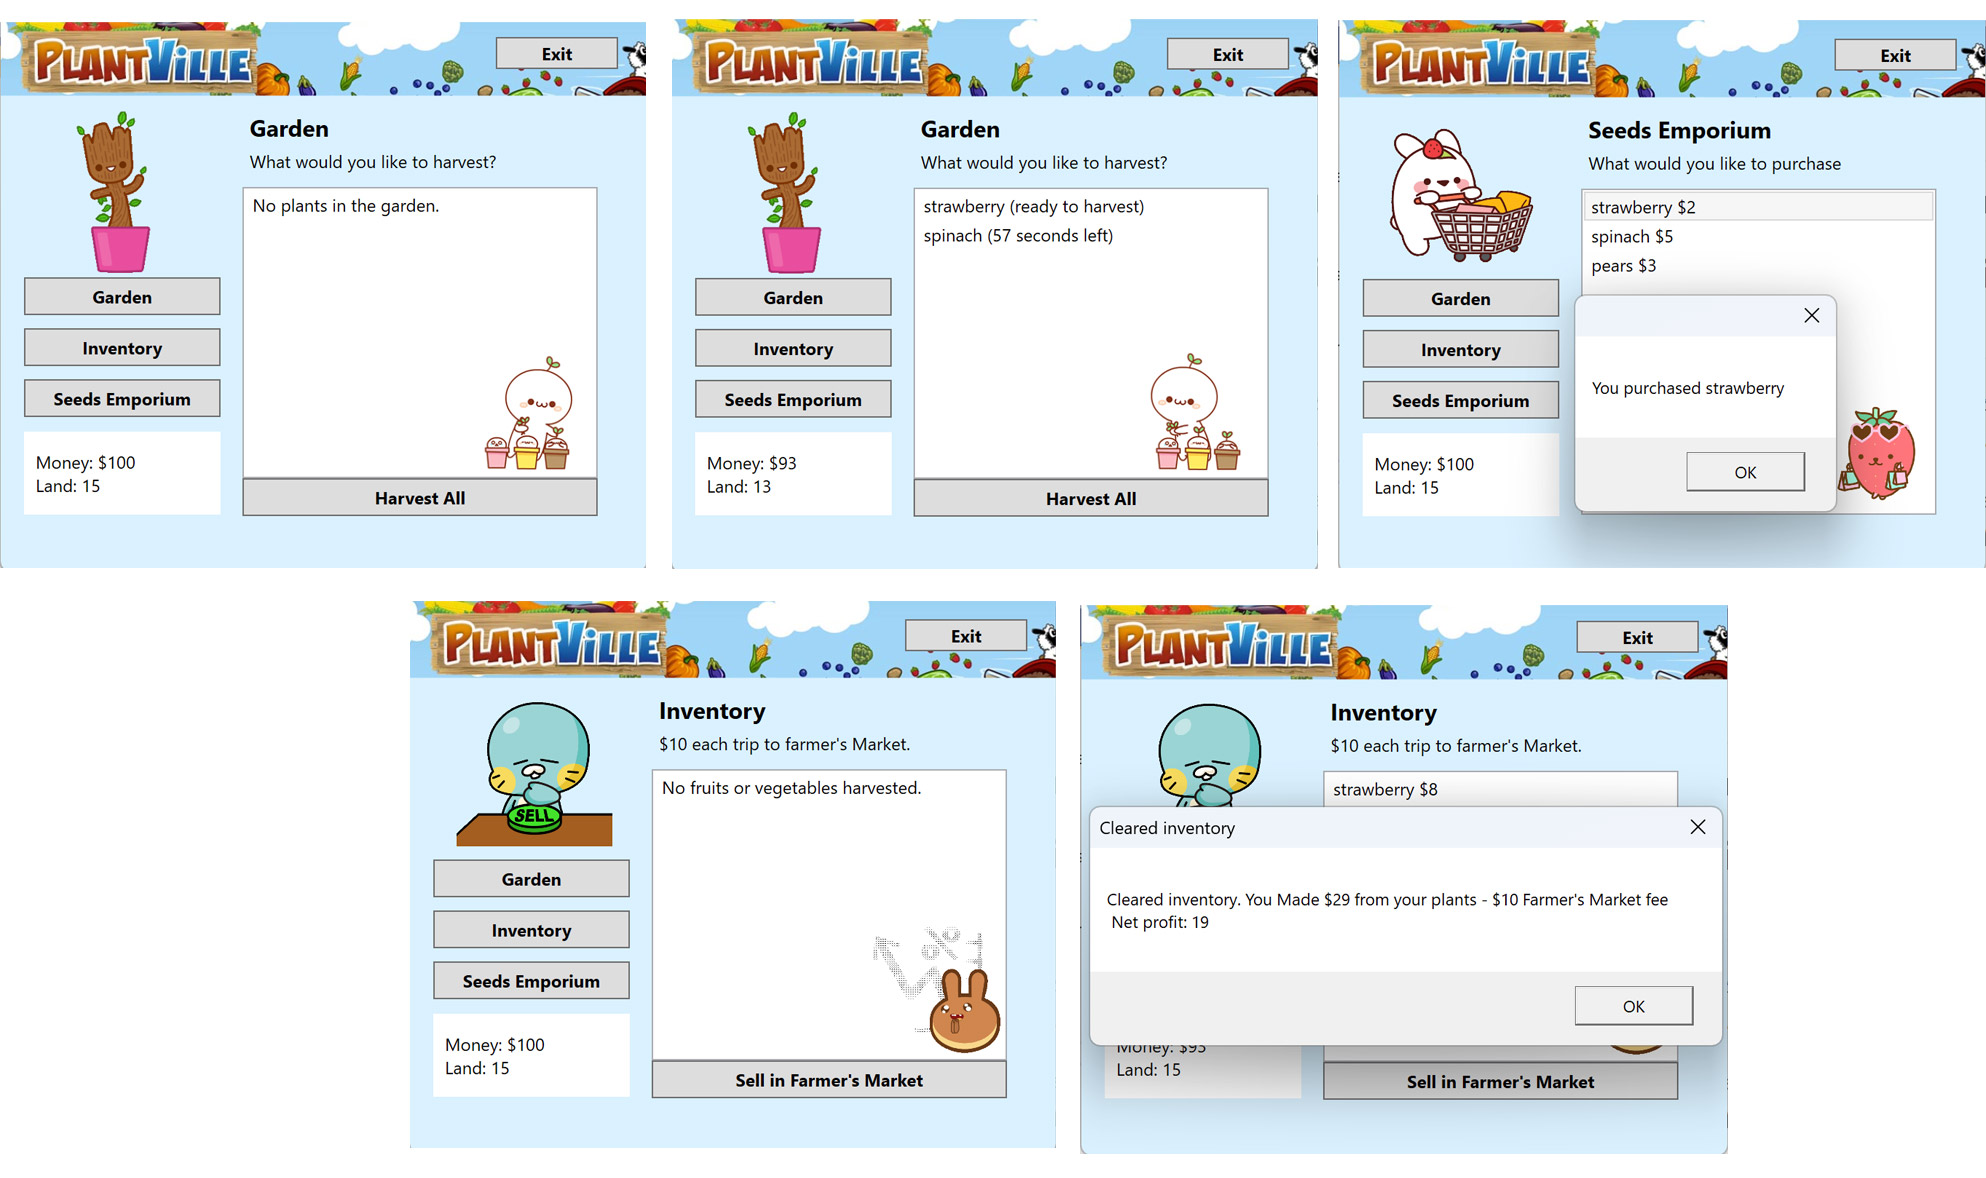 PLANTVILLE
Exit
Garden
What would you like to harvest?
No plants in the garden.
Garden
Inventory
Seeds Emporium
Money: $100
Land: 15
Harvest All
PLANTVILLE
Exit
Garden
What would you like to harvest?
strawberry (ready to harvest)
spinach (57 seconds left)
Garden
Inventory
Seeds Emporium
Money: $93
Land: 13
Harvest All
PLANTVILLE
Exit
Seeds Emporium
What would you like to purchase
strawberry $2
spinach $5
pears $3
Garden
Inventory
Seeds Emporium
Money: $100
Land: 15
You purchased strawberry
OK
PLANTVILLE
Exit
Inventory
$10 each trip to farmer's Market.
No fruits or vegetables harvested.
SELL
Garden
Inventory
Seeds Emporium
Money: $100
Land: 15
Sell in Farmer's Market
PLANTVILLE
Exit
Inventory
$10 each trip to farmer's Market.
strawberry $8
Cleared inventory
Cleared inventory. You Made $29 from your plants - $10 Farmer's Market fee
Net profit: 19
OK
Money: $93
Land: 15
Sell in Farmer's Market